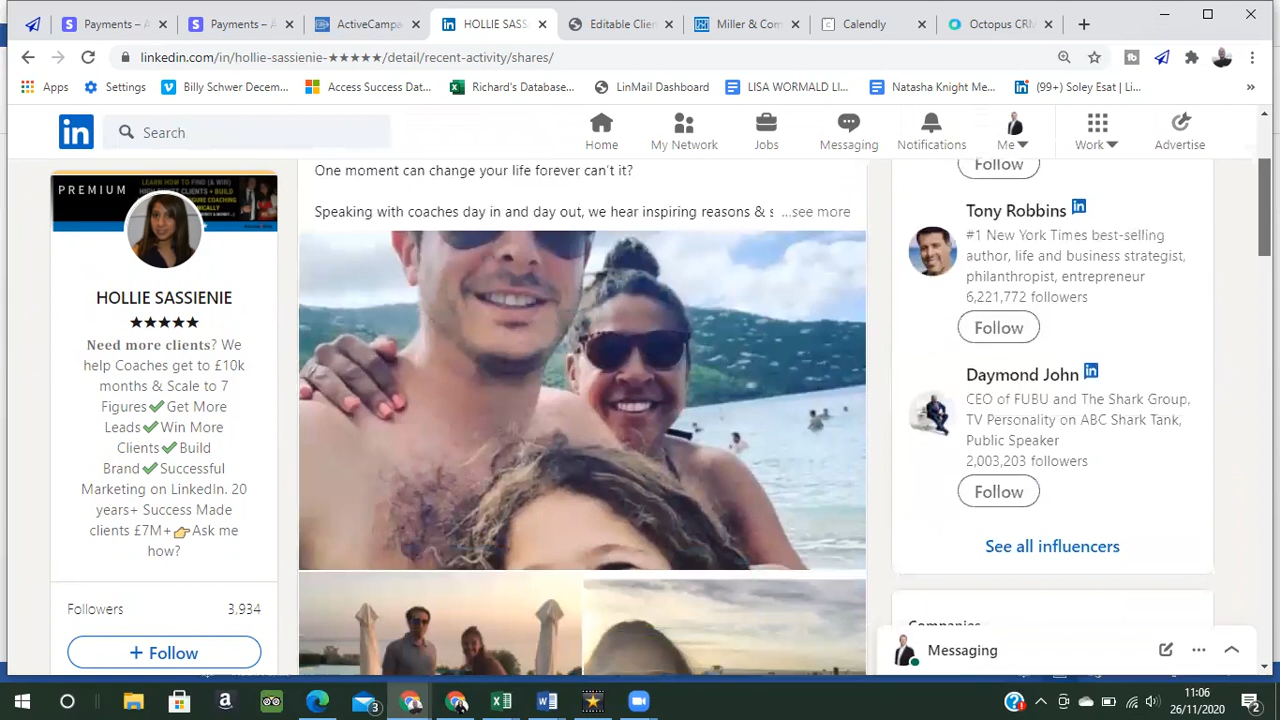 Payments – A
Payments – A
ActiveCampa
HOLLIE SASS
Editable Clie
Miller & Com
Calendly
Octopus CRM
linkedin.com/in/hollie-sassienie-★★★★★/detail/recent-activity/shares/
Apps
Settings
Billy Schwer Decem...
Access Success Dat...
Richard's Database...
LinMail Dashboard
LISA WORMALD LI...
Natasha Knight Me...
(99+) Soley Esat | Li...
»
in
Search
Home
My Network
Jobs
Messaging
Notifications
Me
Work
Advertise
PREMIUM
HOLLIE SASSIENIE
★★★★★
Need more clients? We
help Coaches get to £10k
months & Scale to 7
Figures✔Get More
Leads✔Win More
Clients✔Build
Brand✔Successful
Marketing on LinkedIn. 20
years+ Success Made
clients £7M+👉Ask me
how?
Followers 3,934
+ Follow
One moment can change your life forever can't it?
Speaking with coaches day in and day out, we hear inspiring reasons & s ...see more
Follow
Tony Robbins in
#1 New York Times best-selling
author, life and business strategist,
philanthropist, entrepreneur
6,221,772 followers
Follow
Daymond John in
CEO of FUBU and The Shark Group,
TV Personality on ABC Shark Tank,
Public Speaker
2,003,203 followers
Follow
See all influencers
Companies
Messaging
3
11:06
26/11/2020
2